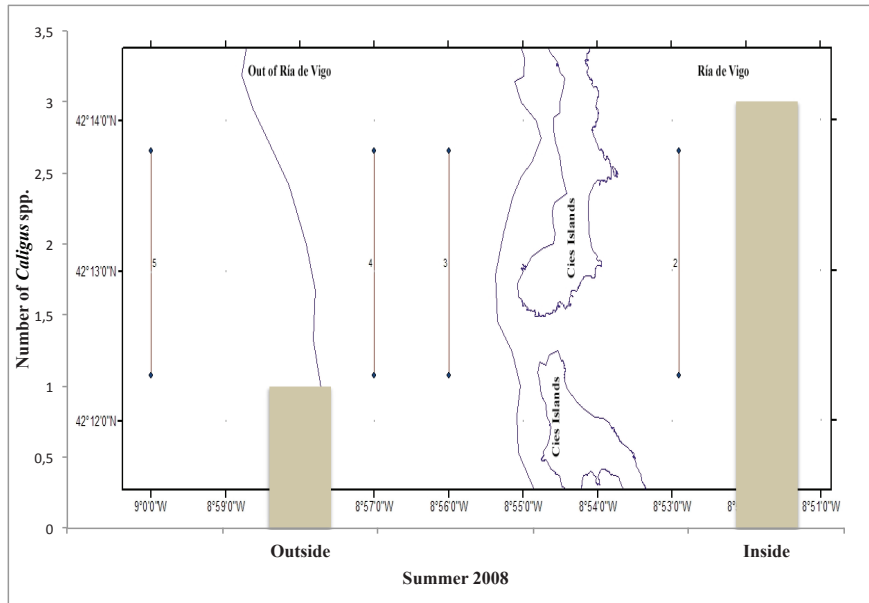 3,5
3
2,5
2
1,5
1
0,5
0
Number of Caligus spp.
Out of Ría de Vigo
Ría de Vigo
42°14'0"N
42°13'0"N
42°12'0"N
5
4
3
2
Cies Islands
Cies Islands
9°0'0"W
8°59'0"W
8°57'0"W
8°56'0"W
8°55'0"W
8°54'0"W
8°53'0"W
8°51'0"W
Outside
Inside
Summer 2008